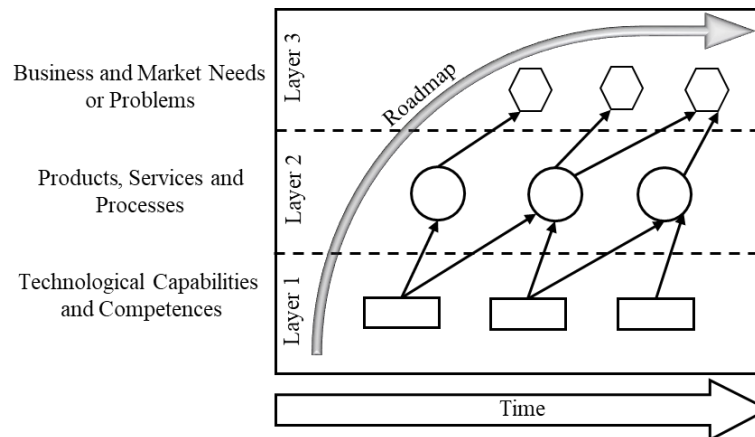 Business and Market Needs
or Problems
Layer 3
Roadmap
Products, Services and
Processes
Layer 2
Technological Capabilities
and Competences
Layer 1
Time